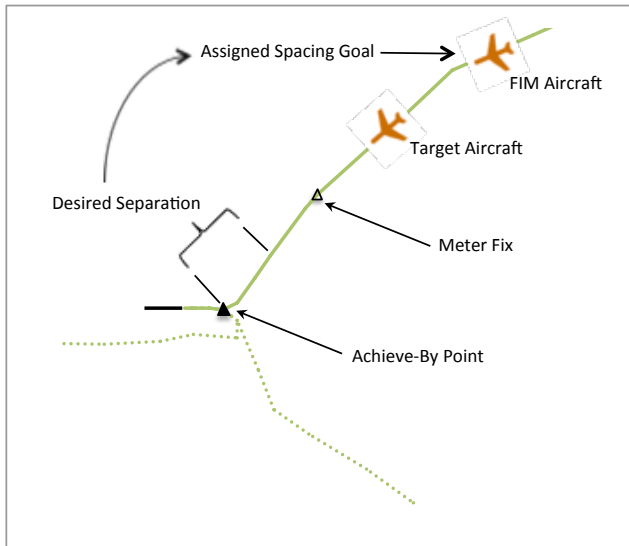 Assigned Spacing Goal
FIM Aircraft
Target Aircraft
Desired Separation
Meter Fix
Achieve-By Point